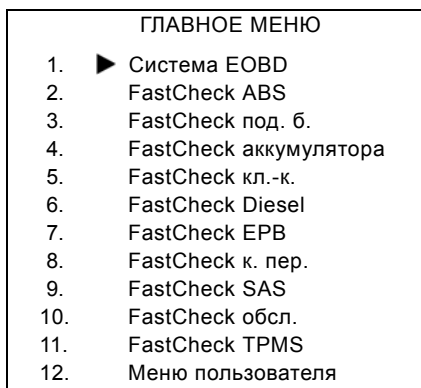 ГЛАВНОЕ МЕНЮ
1. ▶ Система EOBD
2. FastCheck ABS
3. FastCheck под. б.
4. FastCheck аккумулятора
5. FastCheck кл.-к.
6. FastCheck Diesel
7. FastCheck EPB
8. FastCheck к. пер.
9. FastCheck SAS
10. FastCheck обсл.
11. FastCheck TPMS
12. Меню пользователя